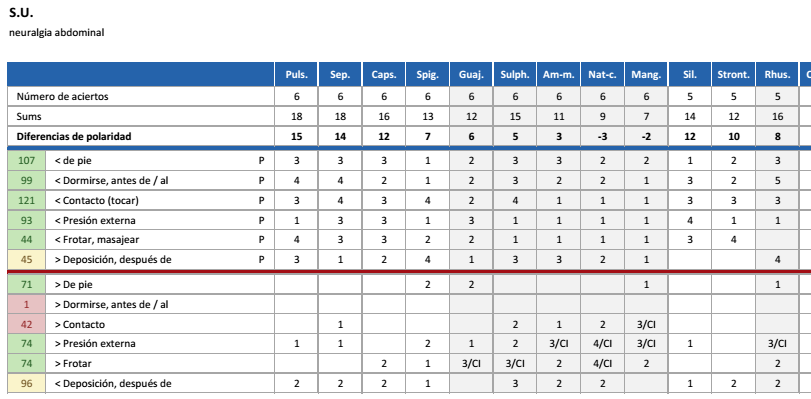 S.U.
neuralgia abdominal
Puls. Sep. Caps. Spig. Guaj. Sulph. Am-m. Nat-c. Mang. Sil. Stront. Rhus.
Número de aciertos 6 6 6 6 6 6 6 6 6 5 5 5
Sums 18 18 16 13 12 15 11 9 7 14 12 16
Diferencias de polaridad 15 14 12 7 6 5 3 -3 -2 12 10 8
107 < de pie P 3 3 3 1 2 3 3 2 2 1 2 3
99 < Dormirse, antes de / al P 4 4 2 1 2 3 2 2 1 3 2 5
121 < Contacto (tocar) P 3 4 3 4 2 4 1 1 1 3 3 3
93 < Presión externa P 1 3 3 1 3 1 1 1 1 4 1 1
44 < Frotar, masajear P 4 3 3 2 2 1 1 1 1 3 4
45 > Deposición, después de P 3 1 2 4 1 3 3 2 1 4
71 > De pie 2 2 1 1
1 > Dormirse, antes de / al
42 > Contacto 1 2 1 2 3/CI
74 > Presión externa 1 1 2 1 2 3/CI 4/CI 3/CI 1 3/CI
74 > Frotar 2 1 3/CI 3/CI 2 4/CI 2 2
96 < Deposición, después de 2 2 2 1 3 2 2 1 2 2